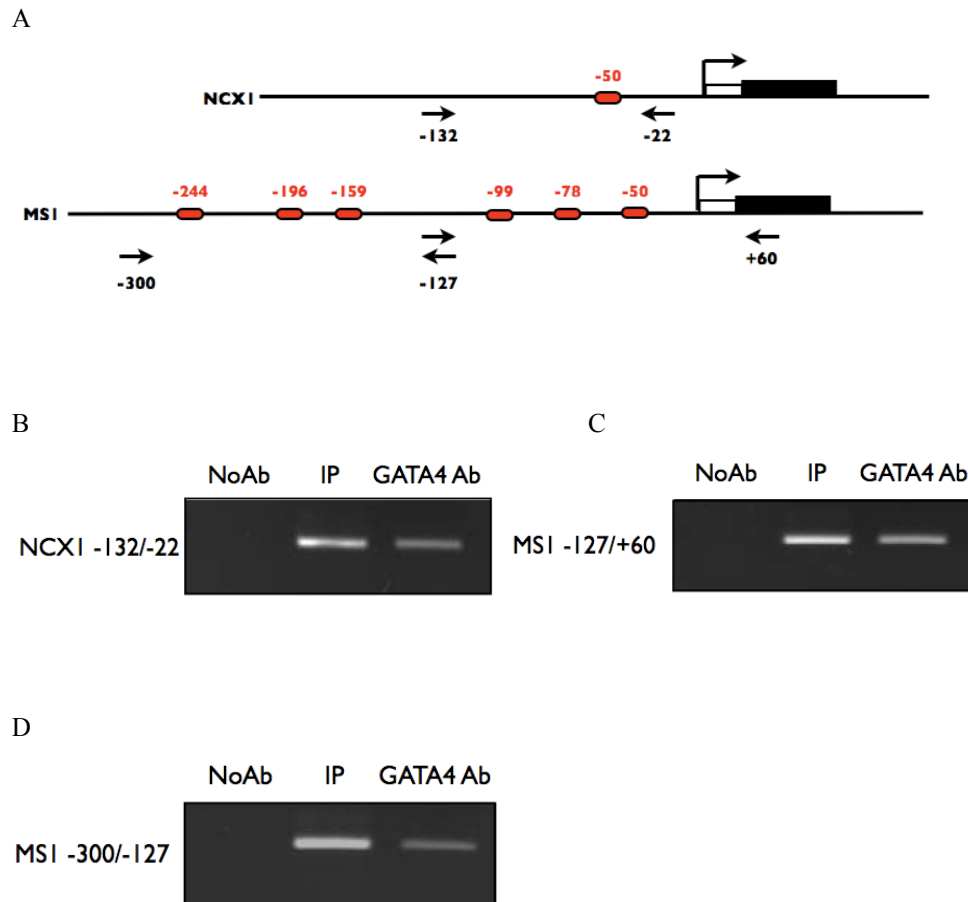 A
-50
NCX1
-132 -22
-244 -196 -159 -99 -78 -50
MS1
-300 -127 +60
B
NoAb IP GATA4 Ab
NCX1 -132/-22
C
NoAb IP GATA4 Ab
MS1 -127/+60
D
NoAb IP GATA4 Ab
MS1 -300/-127